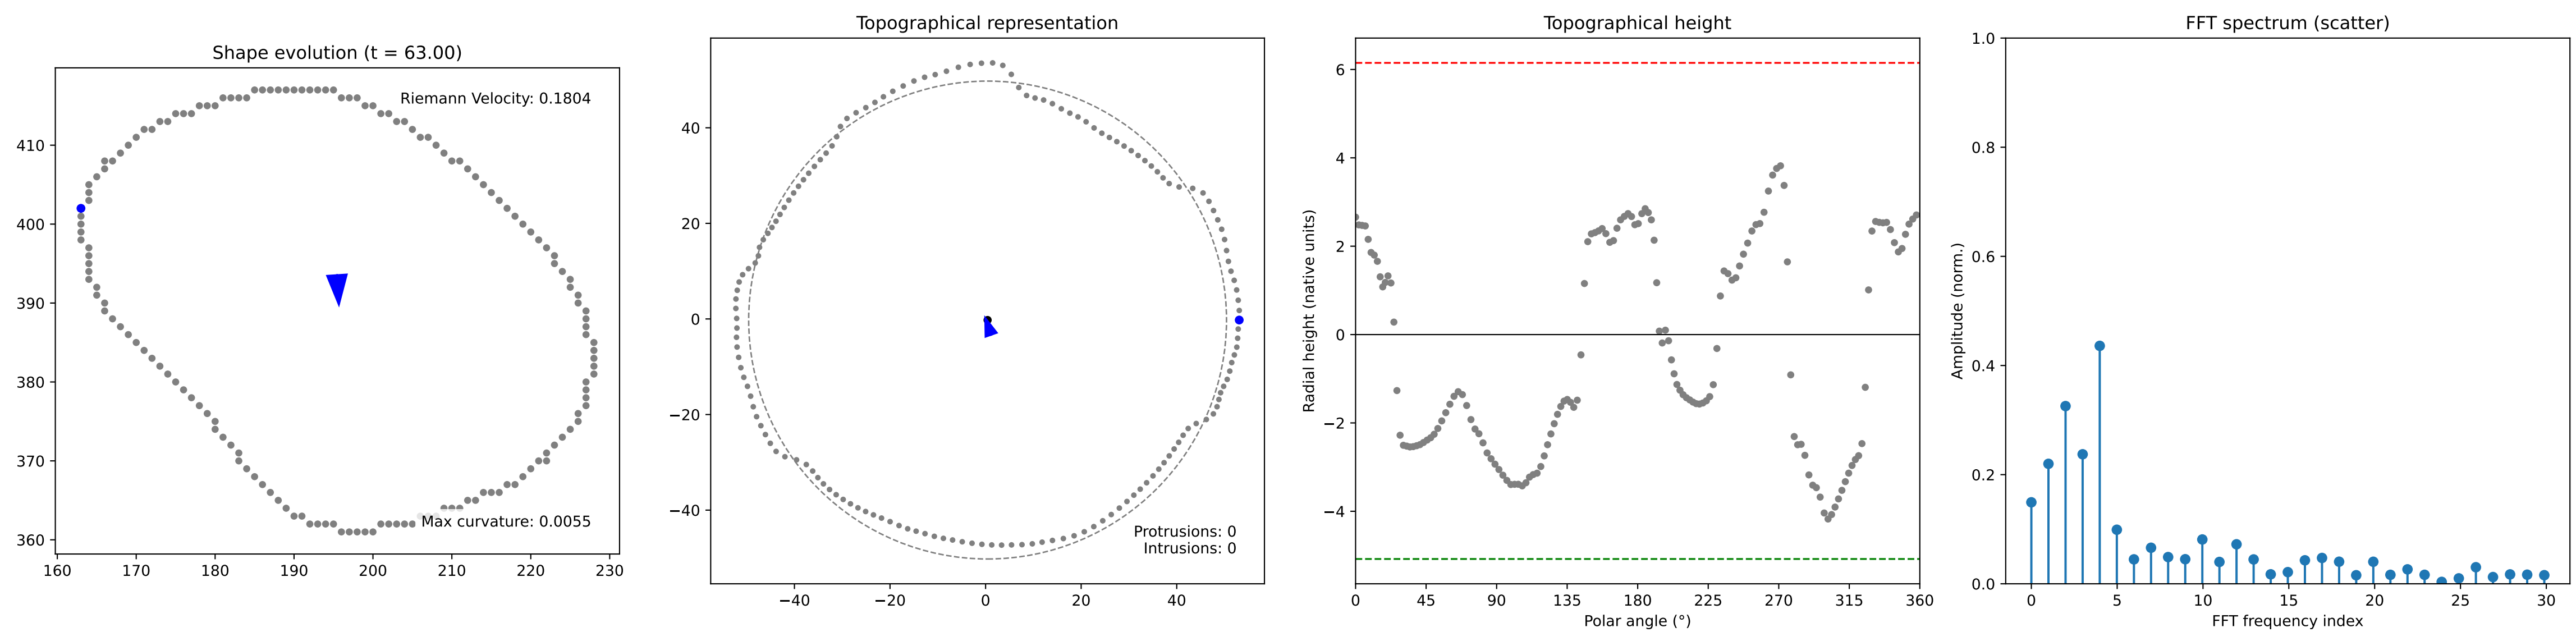 Shape evolution (t = 63.00)
Riemann Velocity: 0.1804
Max curvature: 0.0055
410
400
390
380
370
360
160 170 180 190 200 210 220 230
Topographical representation
40
20
0
−20
−40
−40 −20 0 20 40
Protrusions: 0
Intrusions: 0
Topographical height
Radial height (native units)
6
4
2
0
−2
−4
0 45 90 135 180 225 270 315 360
Polar angle (°)
FFT spectrum (scatter)
Amplitude (norm.)
1.0
0.8
0.6
0.4
0.2
0.0
0 5 10 15 20 25 30
FFT frequency index